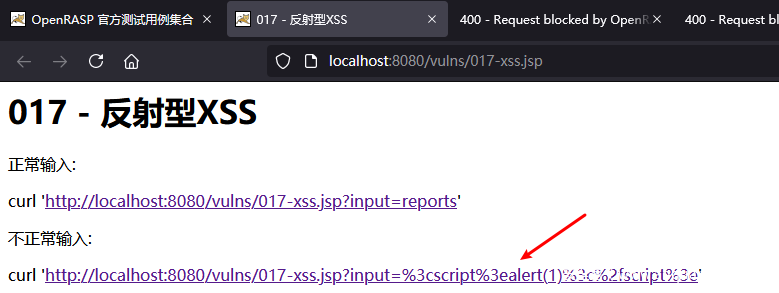 OpenRASP 官方测试用例集合
017 - 反射型XSS
400 - Request blocked by OpenR
400 - Request blocked by
localhost:8080/vulns/017-xss.jsp
017 - 反射型XSS
正常输入:
curl 'http://localhost:8080/vulns/017-xss.jsp?input=reports'
不正常输入:
curl 'http://localhost:8080/vulns/017-xss.jsp?input=%3cscript%3ealert(1)%3c%2fscript%3e'